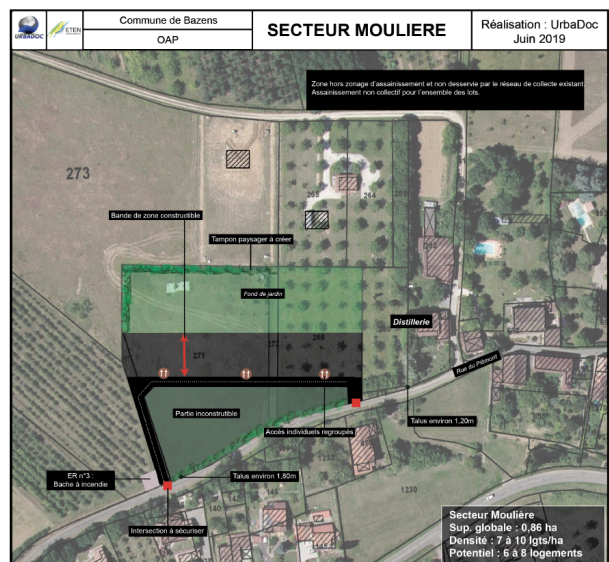 URBADOC
ETEN
Commune de Bazens
OAP
SECTEUR MOULIERE
Réalisation : UrbaDoc
Juin 2019
Zone hors zonage d'assainissement et non desservie par le réseau de collecte existant.
Assainissement non collectif pour l'ensemble des lots.
273
265
264
Bande de zone constructible
Tampon paysager à créer
Fond de jardin
Distillerie
266
271
272
Rue du Piémont
Partie inconstrutible
Accès individuels regroupés
Talus environ 1,20m
ER n°3 :
Bache à incendie
Talus environ 1,80m
1230
140
Intersection à sécuriser
Secteur Moulière
Sup. globale : 0,86 ha
Densité : 7 à 10 lgts/ha
Potentiel : 6 à 8 logements